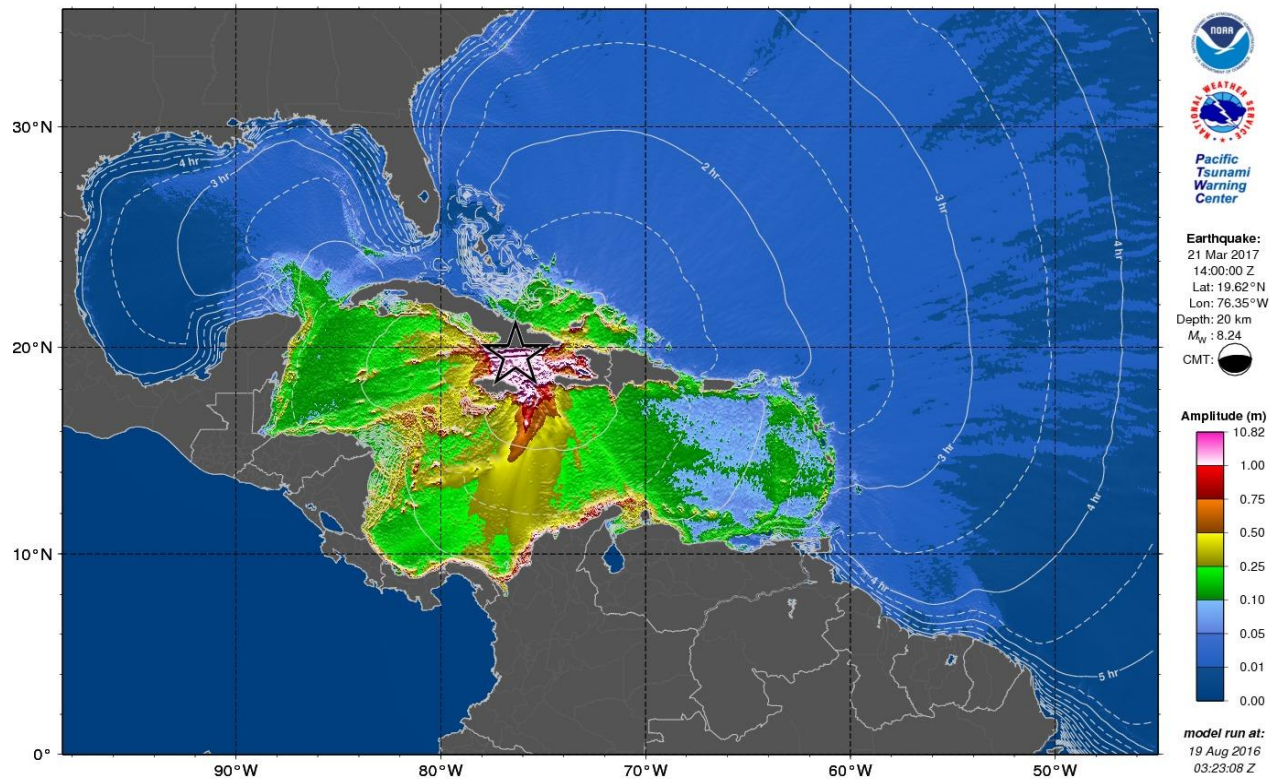 30°N
20°N
10°N
0°
90°W
80°W
70°W
60°W
4 hr
3 hr
2 hr
3 hr
4 hr
3 hr
4 hr
5 hr
NOAA
NATIONAL WEATHER SERVICE
Pacific
Tsunami
Warning
Center
Earthquake:
21 Mar 2017
14:00:00 Z
Lat: 19.62°N
Lon: 76.35°W
Depth: 20 km
Mw : 8.24
CMT:
Amplitude (m)
10.82
1.00
0.75
0.50
0.25
0.10
0.05
0.01
0.00
model run at:
19 Aug 2016
03:23:08 Z